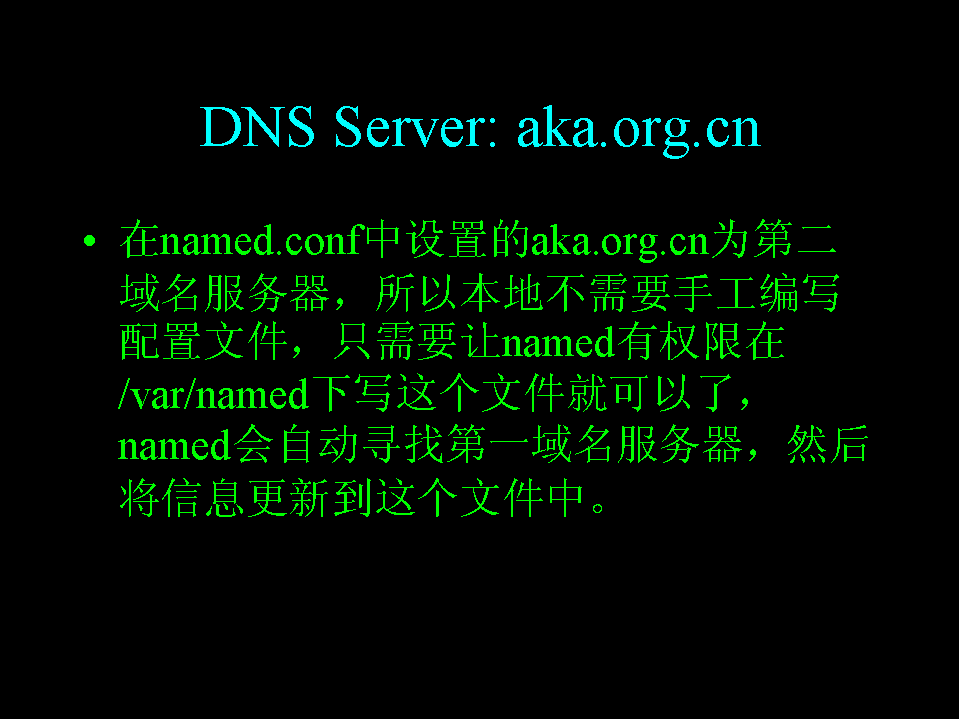 DNS Server: aka.org.cn
• 在named.conf中设置的aka.org.cn为第二
域名服务器，所以本地不需要手工编写
配置文件，只需要让named有权限在
/var/named下写这个文件就可以了，
named会自动寻找第一域名服务器，然后
将信息更新到这个文件中。